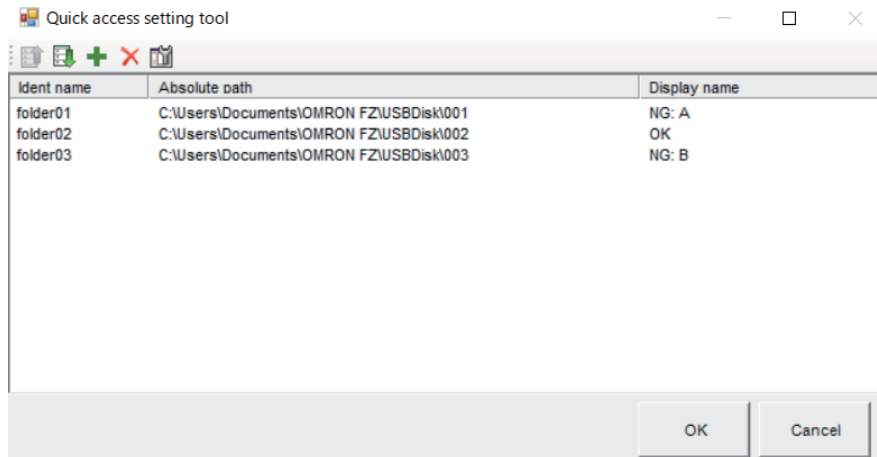 Quick access setting tool
Ident name Absolute path Display name
folder01 C:\Users\Documents\OMRON FZ\USBDisk\001 NG: A
folder02 C:\Users\Documents\OMRON FZ\USBDisk\002 OK
folder03 C:\Users\Documents\OMRON FZ\USBDisk\003 NG: B
OK Cancel